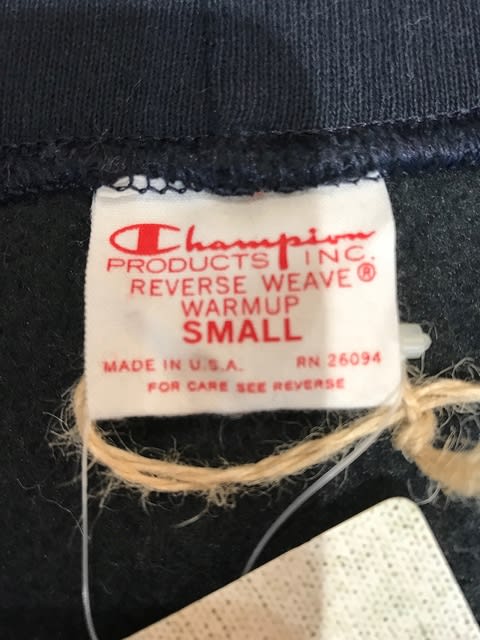 Champion
PRODUCTS INC.
REVERSE WEAVE®
WARMUP
SMALL
MADE IN U.S.A. RN 26094
FOR CARE SEE REVERSE